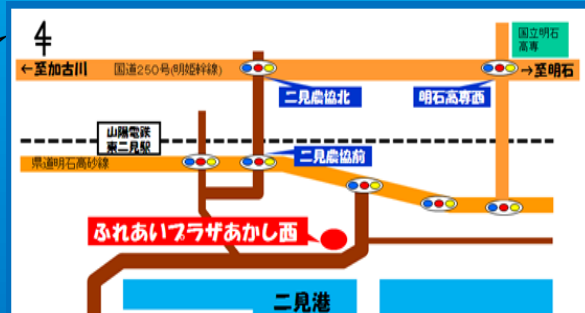 国立明石
高専
←至加古川
国道250号(明姫幹線)
→至明石
二見農協北
明石高専西
山陽電鉄
東二見駅
二見農協前
県道明石高砂線
ふれあいプラザあかし西
二見港